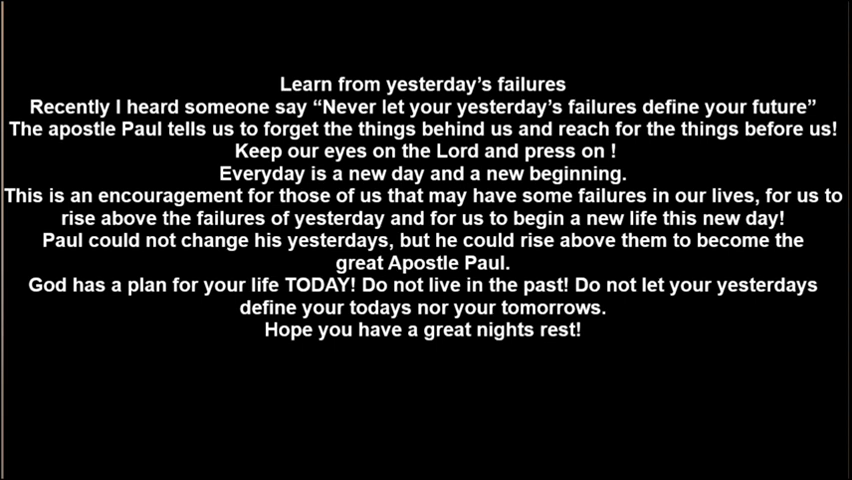 Learn from yesterday’s failures
Recently I heard someone say “Never let your yesterday’s failures define your future”
The apostle Paul tells us to forget the things behind us and reach for the things before us!
Keep our eyes on the Lord and press on !
Everyday is a new day and a new beginning.
This is an encouragement for those of us that may have some failures in our lives, for us to
rise above the failures of yesterday and for us to begin a new life this new day!
Paul could not change his yesterdays, but he could rise above them to become the
great Apostle Paul.
God has a plan for your life TODAY! Do not live in the past! Do not let your yesterdays
define your todays nor your tomorrows.
Hope you have a great nights rest!